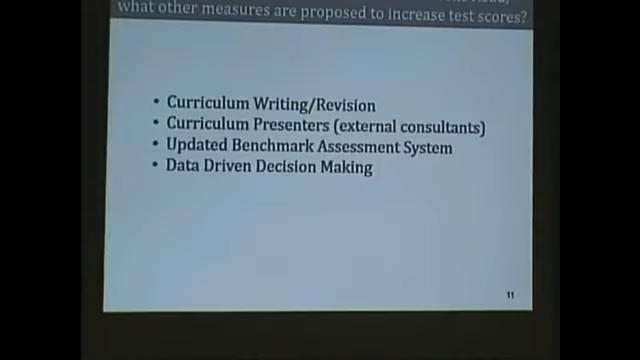 what other measures are proposed to increase test scores?
• Curriculum Writing/Revision
• Curriculum Presenters (external consultants)
• Updated Benchmark Assessment System
• Data Driven Decision Making
11